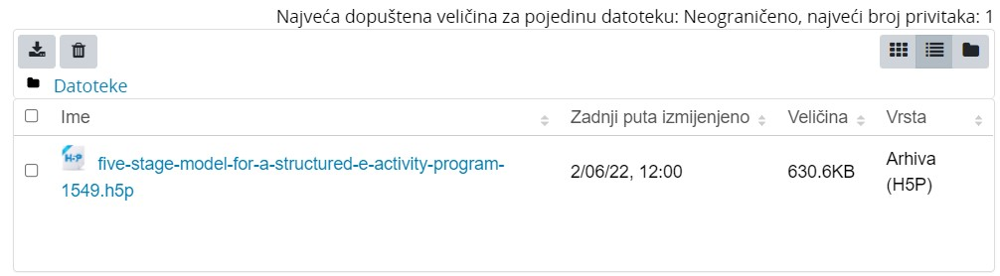 Najveća dopuštena veličina za pojedinu datoteku: Neograničeno, najveći broj privitaka: 1
Datoteke
Ime Zadnji puta izmijenjeno Veličina Vrsta
H-P five-stage-model-for-a-structured-e-activity-program-
1549.h5p 2/06/22, 12:00 630.6KB Arhiva
(H5P)